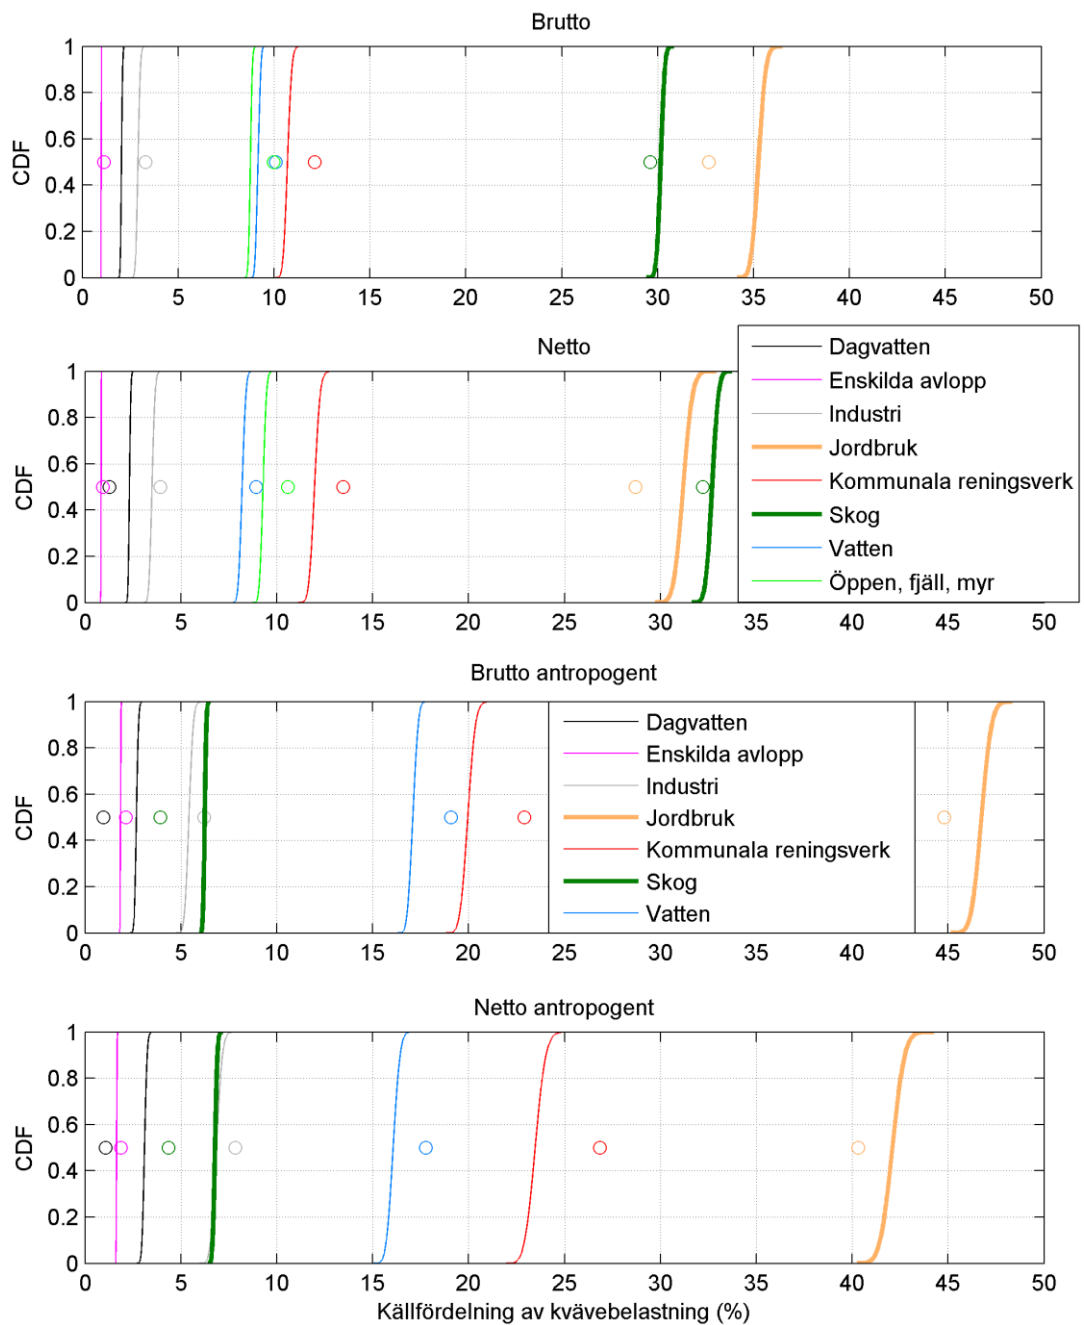 Brutto
CDF
1
0.8
0.6
0.4
0.2
0
0 5 10 15 20 25 30 35 40 45 50
Netto
CDF
1
0.8
0.6
0.4
0.2
0
0 5 10 15 20 25 30 35 40 45 50
Dagvatten
Enskilda avlopp
Industri
Jordbruk
Kommunala reningsverk
Skog
Vatten
Öppen, fjäll, myr
Brutto antropogent
CDF
1
0.8
0.6
0.4
0.2
0
0 5 10 15 20 25 30 35 40 45 50
Dagvatten
Enskilda avlopp
Industri
Jordbruk
Kommunala reningsverk
Skog
Vatten
Netto antropogent
CDF
1
0.8
0.6
0.4
0.2
0
0 5 10 15 20 25 30 35 40 45 50
Källfördelning av kvävebelastning (%)